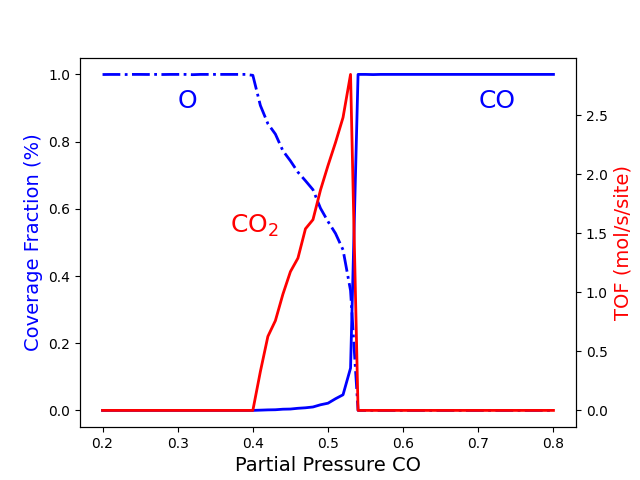 1.0
0.8
0.6
0.4
0.2
0.0
Coverage Fraction (%)
O
CO
CO₂
2.5
2.0
1.5
1.0
0.5
0.0
TOF (mol/s/site)
0.2 0.3 0.4 0.5 0.6 0.7 0.8
Partial Pressure CO